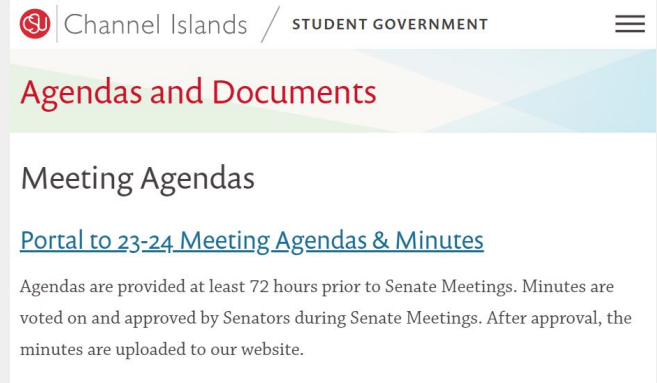 CSU Channel Islands / STUDENT GOVERNMENT
Agendas and Documents
Meeting Agendas
Portal to 23-24 Meeting Agendas & Minutes
Agendas are provided at least 72 hours prior to Senate Meetings. Minutes are
voted on and approved by Senators during Senate Meetings. After approval, the
minutes are uploaded to our website.